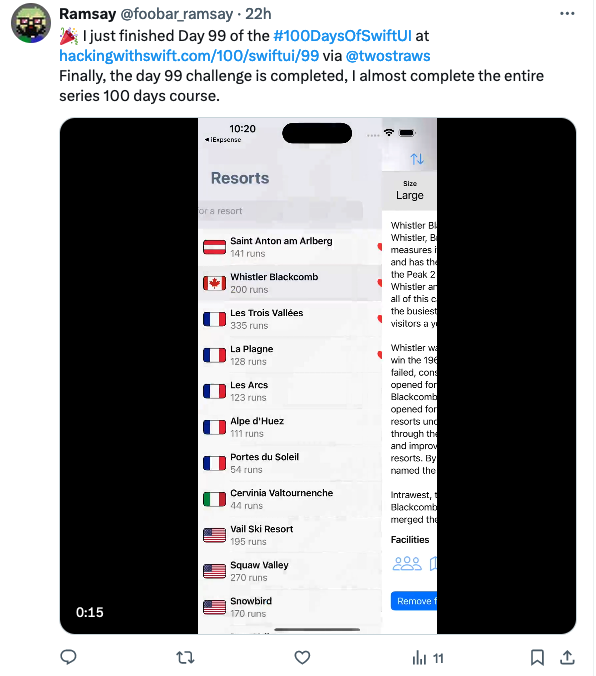 Ramsay @foobar_ramsay · 22h
🎉 I just finished Day 99 of the #100DaysOfSwiftUI at
hackingwithswift.com/100/swiftui/99 via @twostraws
Finally, the day 99 challenge is completed, I almost complete the entire
series 100 days course.
10:20
◂ iExpsense
Resorts
or a resort
Saint Anton am Arlberg
141 runs
Whistler Blackcomb
200 runs
Les Trois Vallées
335 runs
La Plagne
128 runs
Les Arcs
123 runs
Alpe d'Huez
111 runs
Portes du Soleil
54 runs
Cervinia Valtournenche
44 runs
Vail Ski Resort
195 runs
Squaw Valley
270 runs
Snowbird
170 runs
Size
Large
Whistler Bl
Whistler, B
measures i
and has the
the Peak 2
Whistler an
all of this c
the busiest
visitors a y
Whistler wa
win the 196
failed, cons
opened for
Blackcomb
opened for
resorts und
through the
and improv
resorts. By
named the
Intrawest, t
Blackcomb
merged the
Facilities
Remove f
0:15
11